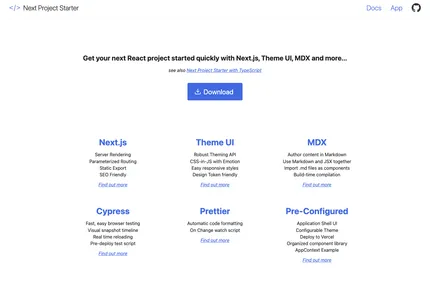 </> Next Project Starter
Docs
App
Get your next React project started quickly with Next.js, Theme UI, MDX and more...
see also Next Project Starter with TypeScript
Download
Next.js
Server Rendering
Parameterized Routing
Static Export
SEO Friendly
Find out more
Theme UI
Robust Theming API
CSS-in-JS with Emotion
Easy responsive styles
Design Token friendly
Find out more
MDX
Author content in Markdown
Use Markdown and JSX together
Import .md files as components
Build-time compilation
Find out more
Cypress
Fast, easy browser testing
Visual snapshot timeline
Real time reloading
Pre-deploy test script
Find out more
Prettier
Automatic code formatting
On Change watch script
Find out more
Pre-Configured
Application Shell UI
Configurable Theme
Deploy to Vercel
Organized component library
AppContext Example
Find out more